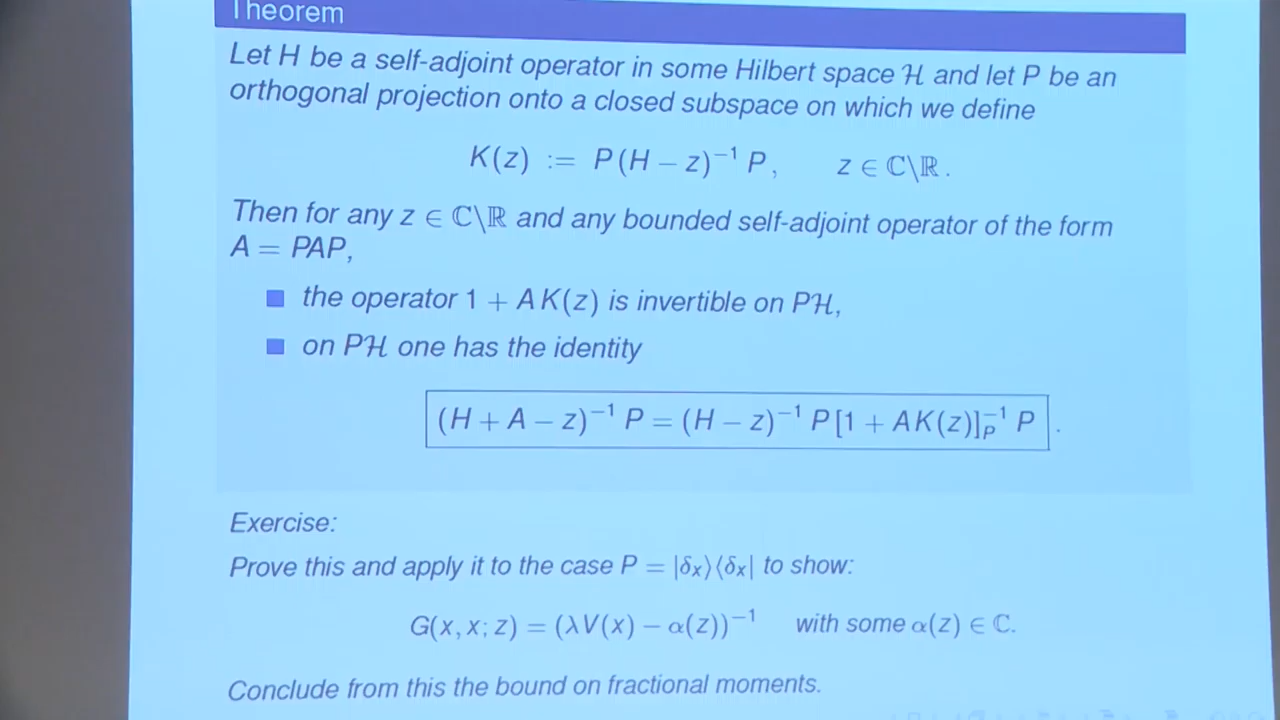 Theorem
Let H be a self-adjoint operator in some Hilbert space ℋ and let P be an
orthogonal projection onto a closed subspace on which we define
K(z) := P(H − z)⁻¹ P, z ∈ ℂ\ℝ.
Then for any z ∈ ℂ\ℝ and any bounded self-adjoint operator of the form
A = PAP,
■ the operator 1 + AK(z) is invertible on Pℋ,
■ on Pℋ one has the identity
(H + A − z)⁻¹ P = (H − z)⁻¹ P [1 + AK(z)]_P⁻¹ P.
Exercise:
Prove this and apply it to the case P = |δₓ⟩⟨δₓ| to show:
G(x, x; z) = (λV(x) − α(z))⁻¹ with some α(z) ∈ ℂ.
Conclude from this the bound on fractional moments.